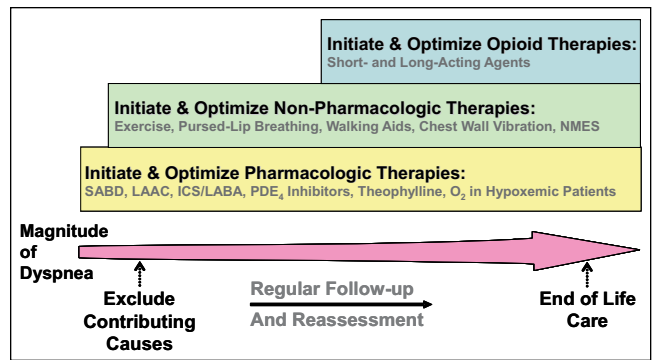 Initiate & Optimize Opioid Therapies:
Short- and Long-Acting Agents
Initiate & Optimize Non-Pharmacologic Therapies:
Exercise, Pursed-Lip Breathing, Walking Aids, Chest Wall Vibration, NMES
Initiate & Optimize Pharmacologic Therapies:
SABD, LAAC, ICS/LABA, PDE₄ Inhibitors, Theophylline, O₂ in Hypoxemic Patients
Magnitude
of
Dyspnea
Exclude
Contributing
Causes
Regular Follow-up
And Reassessment
End of Life
Care